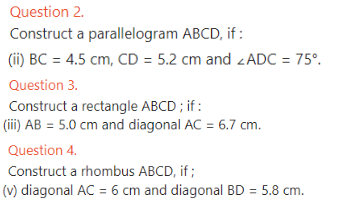 Question 2.
Construct a parallelogram ABCD, if :
(ii) BC = 4.5 cm, CD = 5.2 cm and ∠ADC = 75°.
Question 3.
Construct a rectangle ABCD ; if :
(iii) AB = 5.0 cm and diagonal AC = 6.7 cm.
Question 4.
Construct a rhombus ABCD, if ;
(v) diagonal AC = 6 cm and diagonal BD = 5.8 cm.